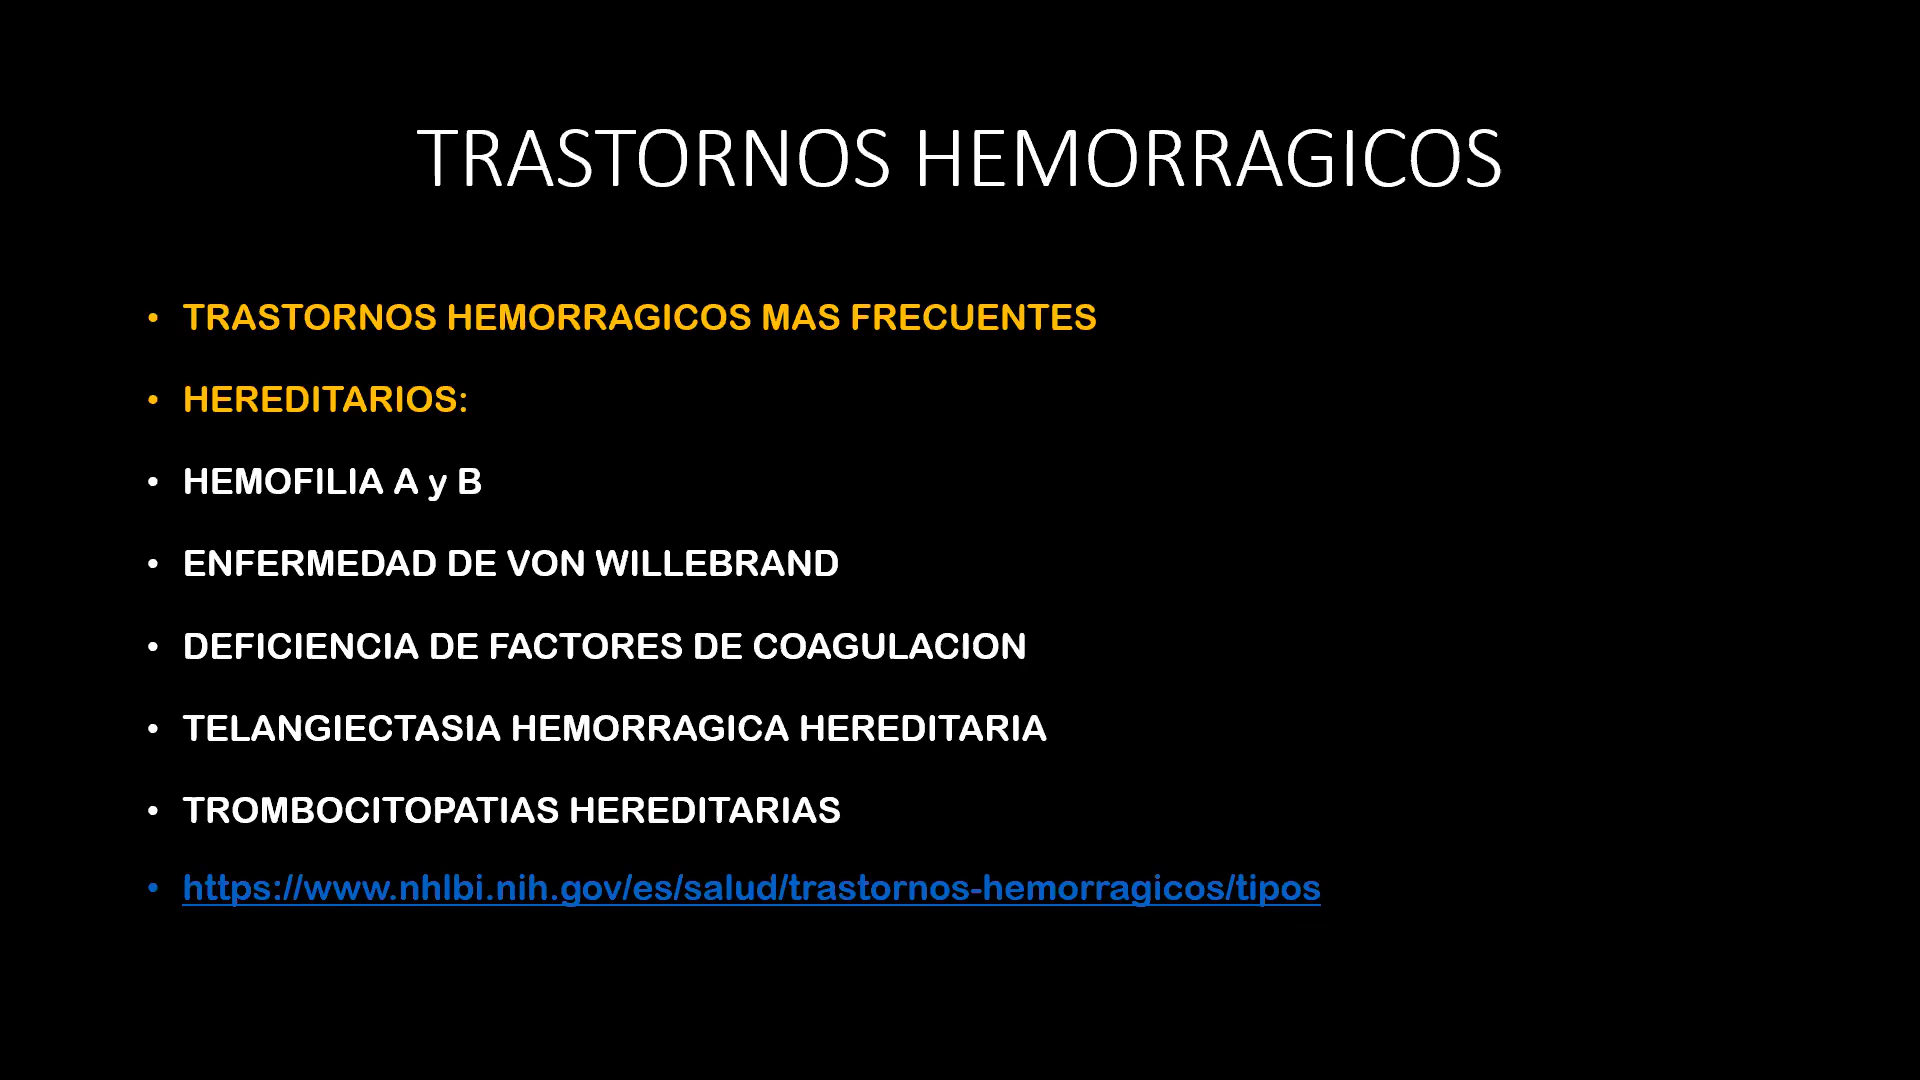 TRASTORNOS HEMORRAGICOS
• TRASTORNOS HEMORRAGICOS MAS FRECUENTES
• HEREDITARIOS:
• HEMOFILIA A y B
• ENFERMEDAD DE VON WILLEBRAND
• DEFICIENCIA DE FACTORES DE COAGULACION
• TELANGIECTASIA HEMORRAGICA HEREDITARIA
• TROMBOCITOPATIAS HEREDITARIAS
• https://www.nhlbi.nih.gov/es/salud/trastornos-hemorragicos/tipos